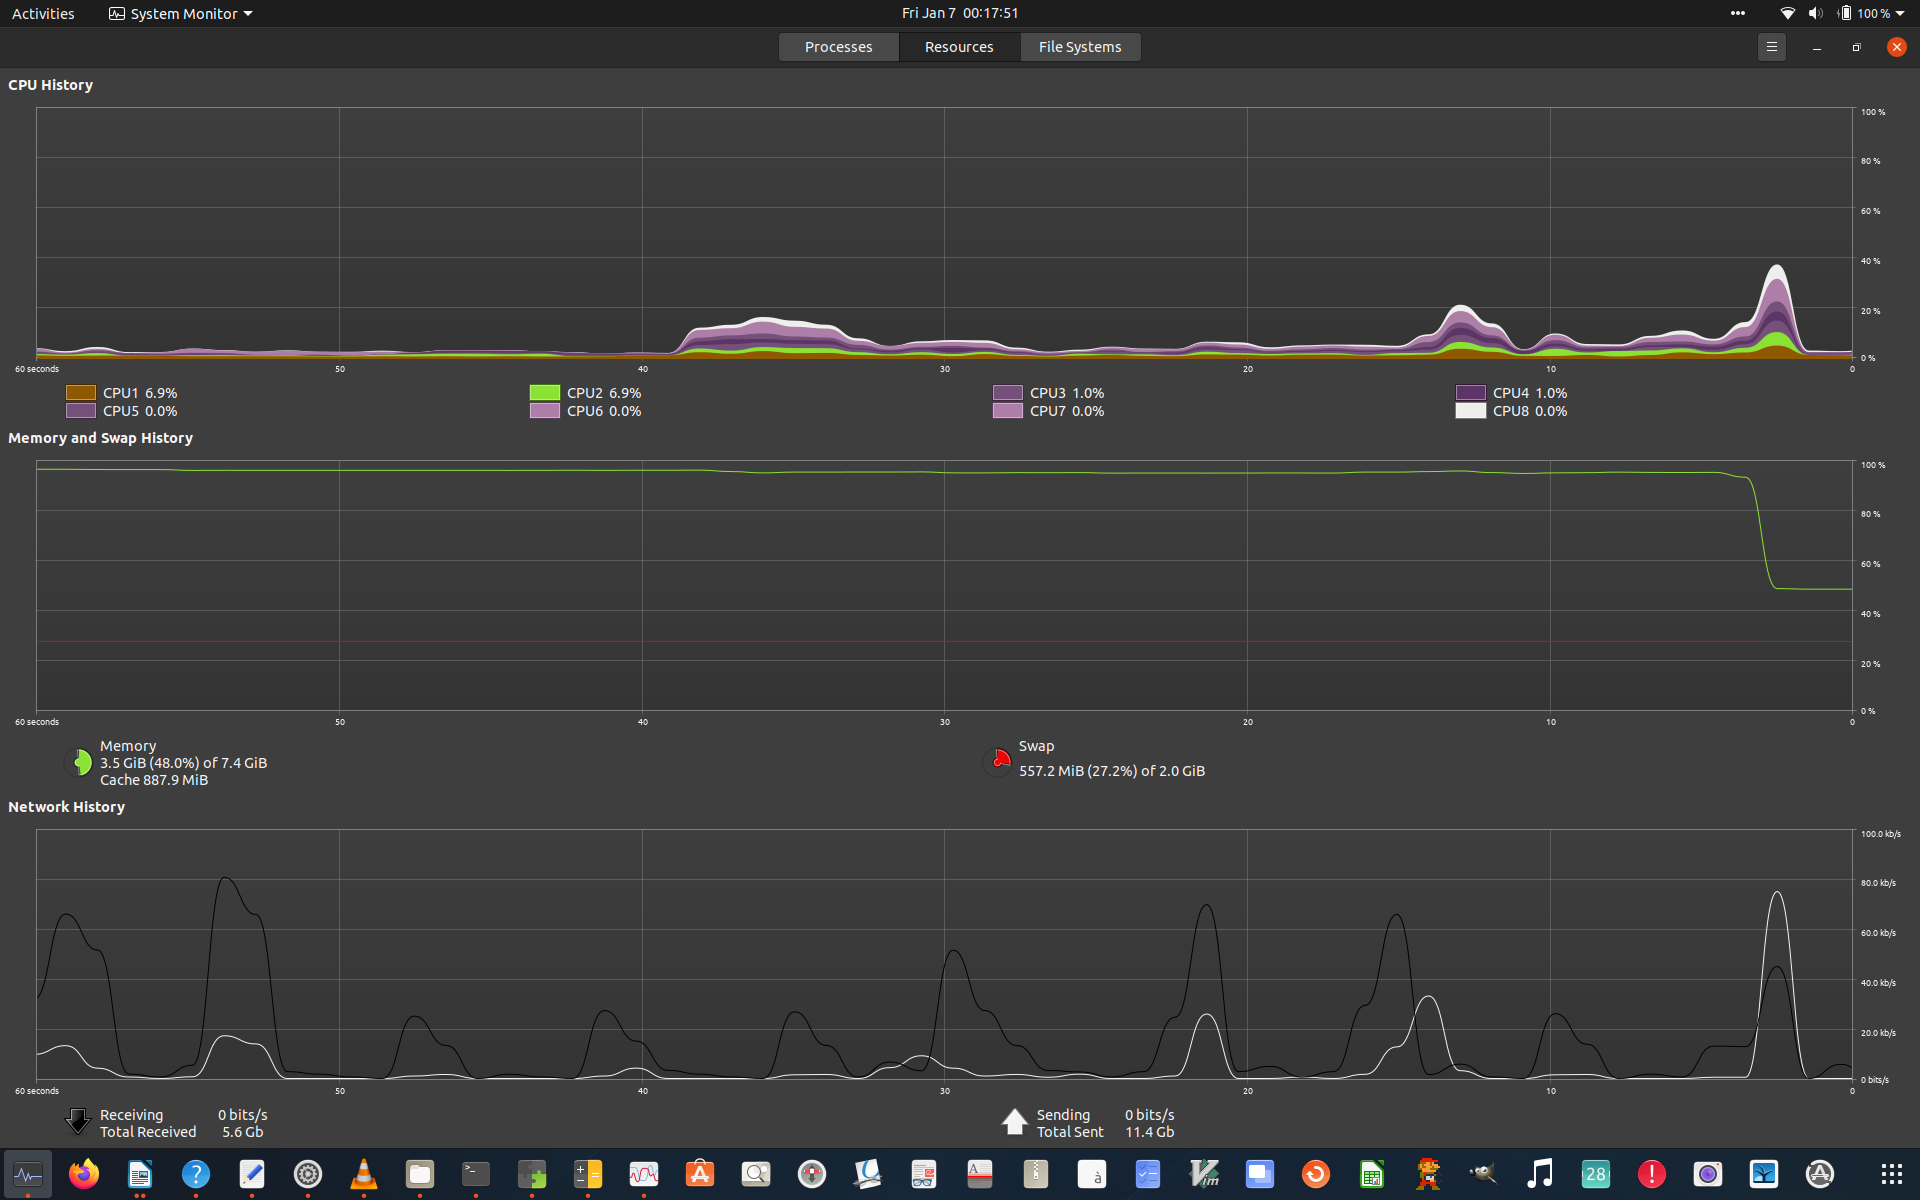 Activities System Monitor Fri Jan 7 00:17:51 100 %
Processes Resources File Systems
CPU History
100 %
80 %
60 %
40 %
20 %
0 %
60 seconds 50 40 30 20 10 0
CPU1 6.9% CPU2 6.9% CPU3 1.0% CPU4 1.0%
CPU5 0.0% CPU6 0.0% CPU7 0.0% CPU8 0.0%
Memory and Swap History
100 %
80 %
60 %
40 %
20 %
0 %
60 seconds 50 40 30 20 10 0
Memory
3.5 GiB (48.0%) of 7.4 GiB
Cache 887.9 MiB
Swap
557.2 MiB (27.2%) of 2.0 GiB
Network History
100.0 kb/s
80.0 kb/s
60.0 kb/s
40.0 kb/s
20.0 kb/s
0 bits/s
60 seconds 50 40 30 20 10 0
Receiving 0 bits/s
Total Received 5.6 Gb
Sending 0 bits/s
Total Sent 11.4 Gb
? >_ A A à Vim 28 !